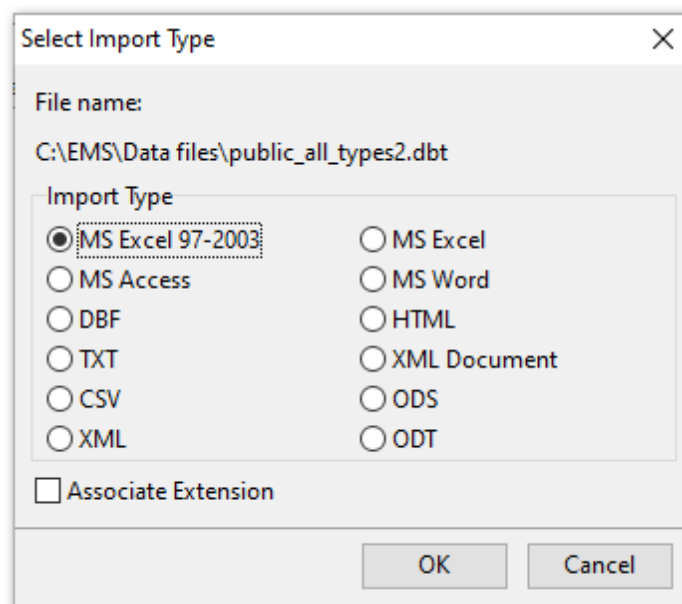 Select Import Type
File name:
C:\EMS\Data files\public_all_types2.dbt
Import Type
MS Excel 97-2003
MS Excel
MS Access
MS Word
DBF
HTML
TXT
XML Document
CSV
ODS
XML
ODT
Associate Extension
OK
Cancel